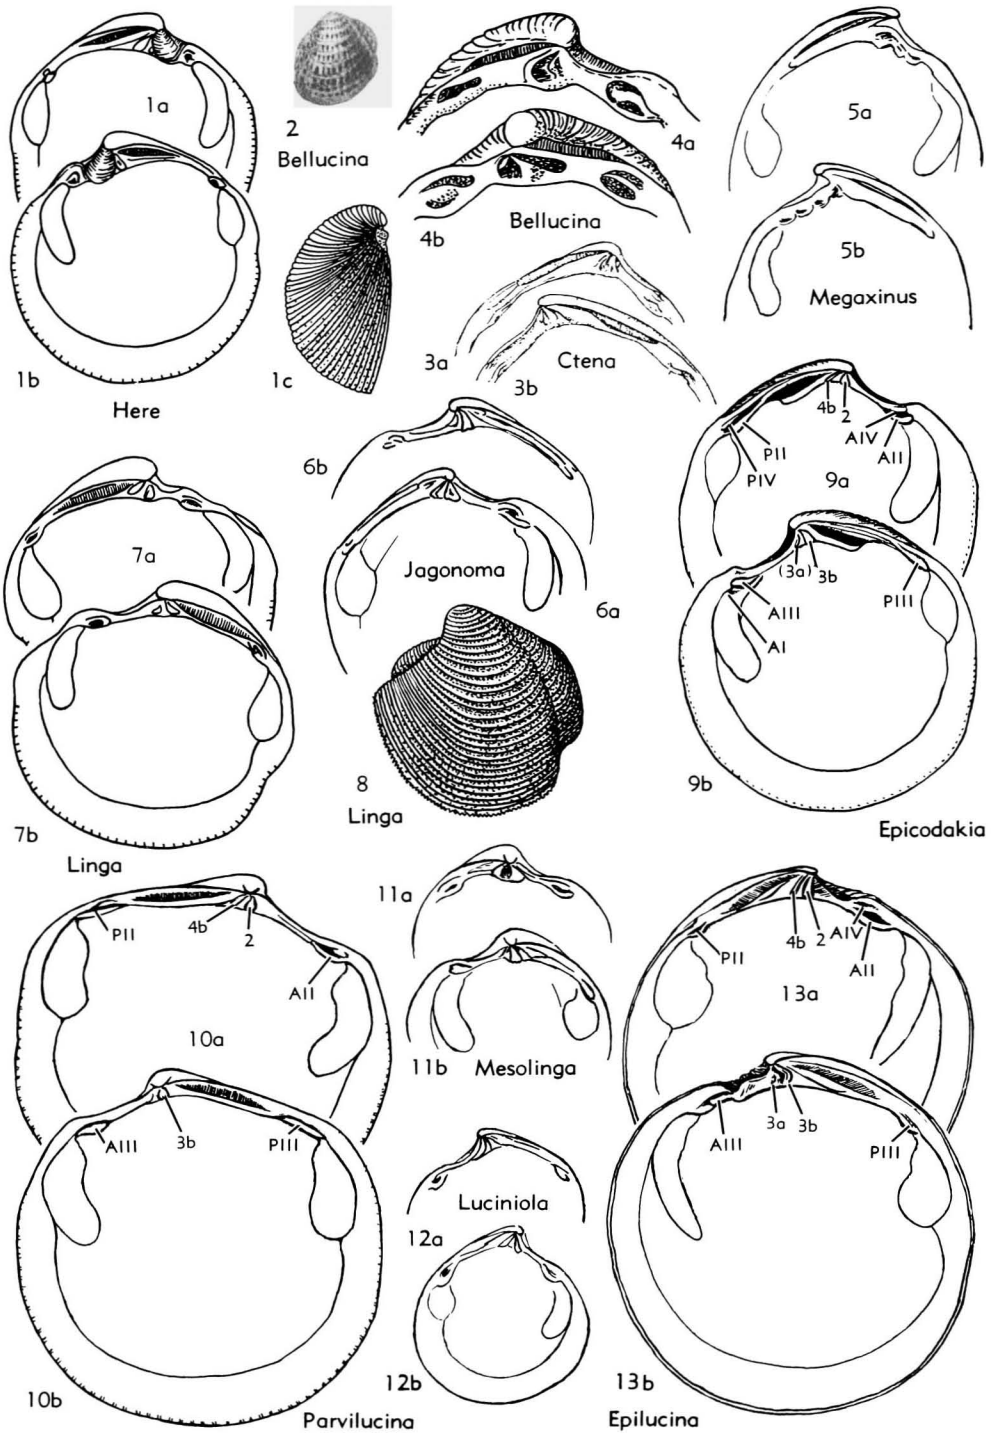 1a
2
Bellucina
4a
5a
4b
Bellucina
5b
Megaxinus
1b
Here
1c
3a
Ctena
3b
6b
4b
2
AIV
AII
PII
PIV
9a
7a
Jagonoma
6a
(3a)
3b
PIII
AIII
AI
8
Linga
9b
Epicodakia
7b
Linga
11a
PII
4b
2
AII
10a
11b
Mesolinga
PII
4b
2
AIV
AII
13a
AIII
3b
PIII
Luciniola
12a
AIII
3a
3b
PIII
10b
Parvilucina
12b
13b
Epilucina